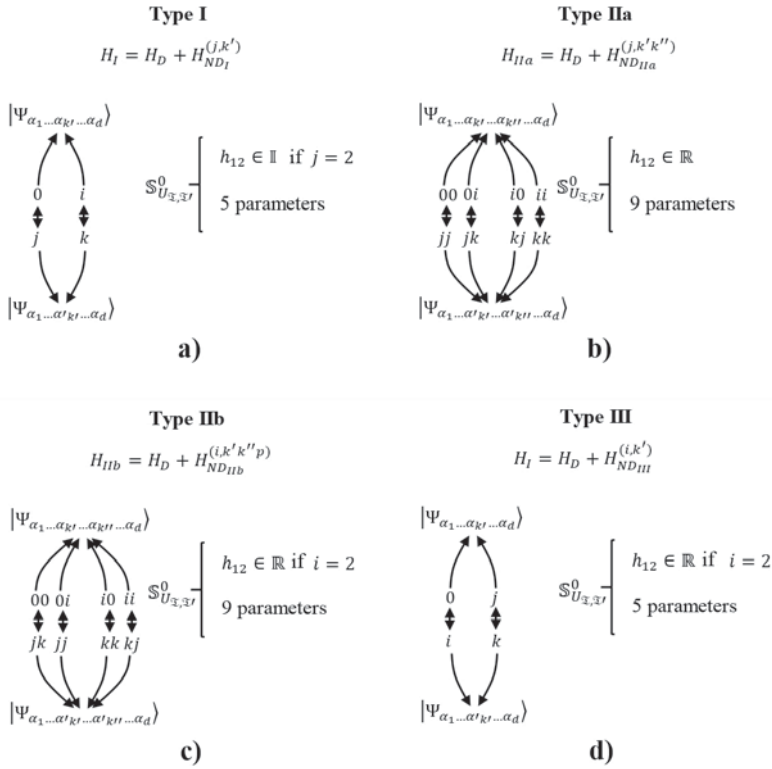 Type I
H_I = H_D + H_{ND_I}^{(j,k')}
|Ψ_{α_1…α_{k'}…α_{k''}…α_d}⟩
0 i
j k
|Ψ_{α_1…α'_{k'}…α_d}⟩
𝕊^0_{U_{𝔗,𝔗'}}
h_{12} ∈ 𝕀 if j = 2
5 parameters
a)
Type IIa
H_{IIa} = H_D + H_{ND_{IIa}}^{(j,k'k'')}
|Ψ_{α_1…α_{k'}…α_{k''}…α_d}⟩
00 0i i0 ii
jj jk kj kk
|Ψ_{α_1…α'_{k'}…α'_{k''}…α_d}⟩
𝕊^0_{U_{𝔗,𝔗'}}
h_{12} ∈ ℝ
9 parameters
b)
Type IIb
H_{IIb} = H_D + H_{ND_{IIb}}^{(i,k'k''p)}
|Ψ_{α_1…α_{k'}…α_{k''}…α_d}⟩
00 0i i0 ii
jk jj kk kj
|Ψ_{α_1…α'_{k'}…α'_{k''}…α_d}⟩
𝕊^0_{U_{𝔗,𝔗'}}
h_{12} ∈ ℝ if i = 2
9 parameters
c)
Type III
H_I = H_D + H_{ND_{III}}^{(i,k')}
|Ψ_{α_1…α_{k'}…α_d}⟩
0 j
i k
|Ψ_{α_1…α'_{k'}…α_d}⟩
𝕊^0_{U_{𝔗,𝔗'}}
h_{12} ∈ ℝ if i = 2
5 parameters
d)